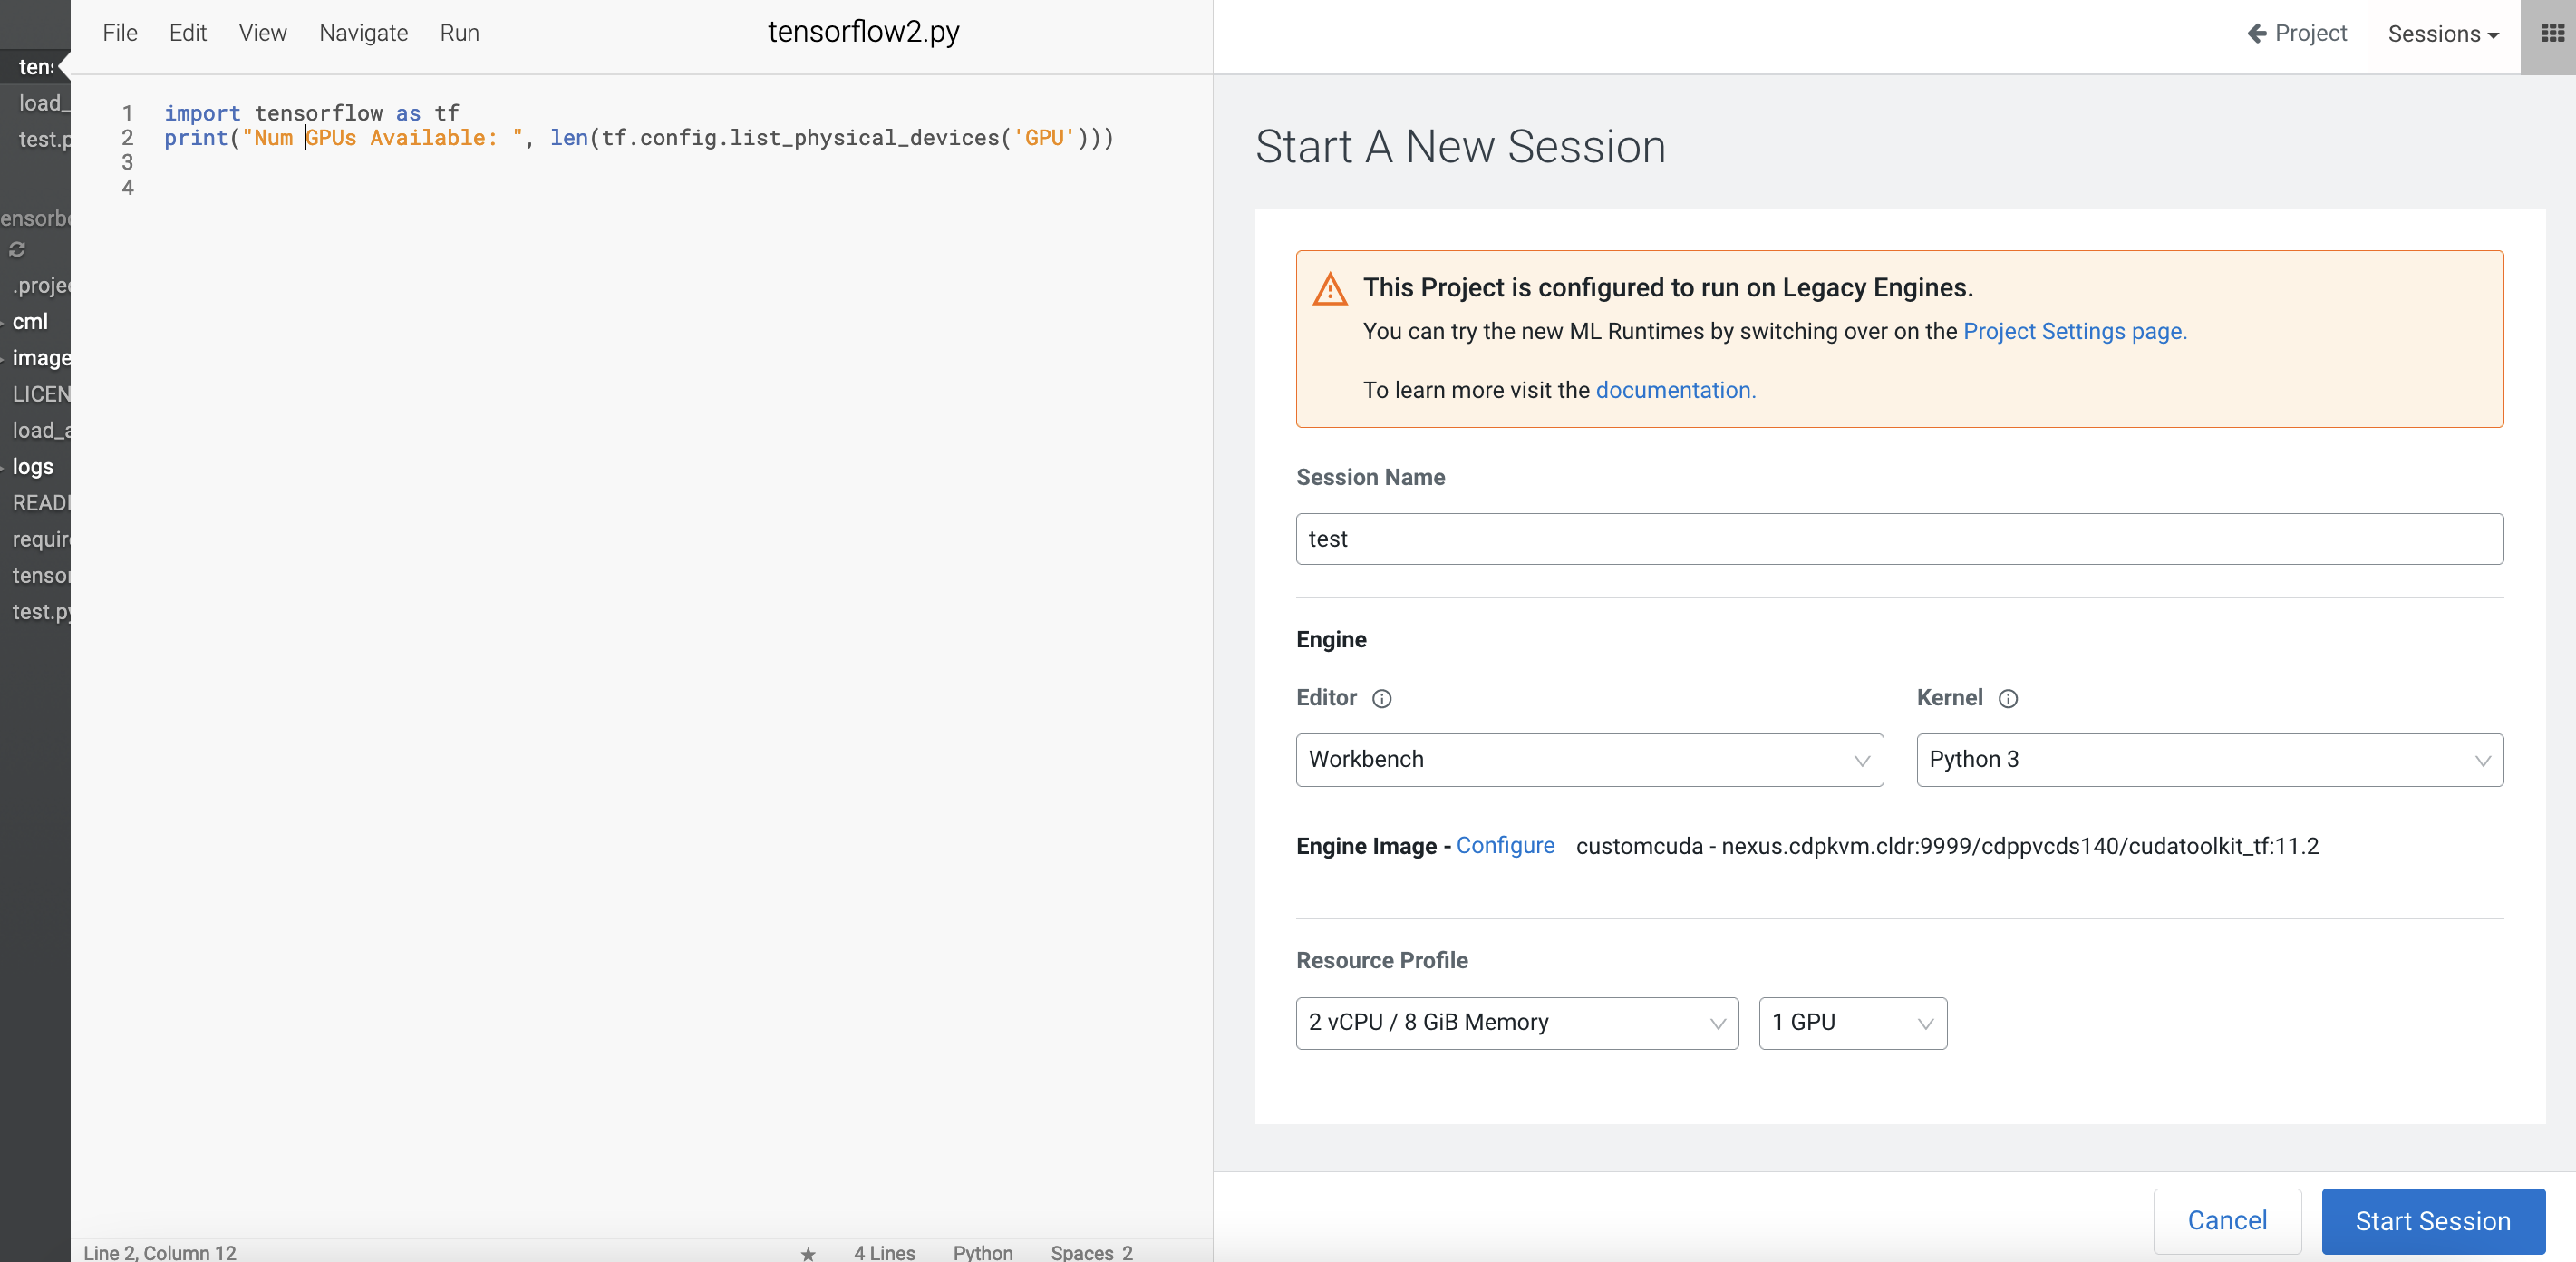 File Edit View Navigate Run
tensorflow2.py
Project
Sessions
tens
load_
test.p
ensorbo
.projec
cml
image
LICEN
load_a
logs
READ
require
tensor
test.py
1 import tensorflow as tf
2 print("Num GPUs Available: ", len(tf.config.list_physical_devices('GPU')))
3
4
Line 2, Column 12
★ 4 Lines Python Spaces 2
Start A New Session
This Project is configured to run on Legacy Engines.
You can try the new ML Runtimes by switching over on the Project Settings page.
To learn more visit the documentation.
Session Name
test
Engine
Editor
Kernel
Workbench
Python 3
Engine Image - Configure customcuda - nexus.cdpkvm.cldr:9999/cdppvcds140/cudatoolkit_tf:11.2
Resource Profile
2 vCPU / 8 GiB Memory
1 GPU
Cancel
Start Session